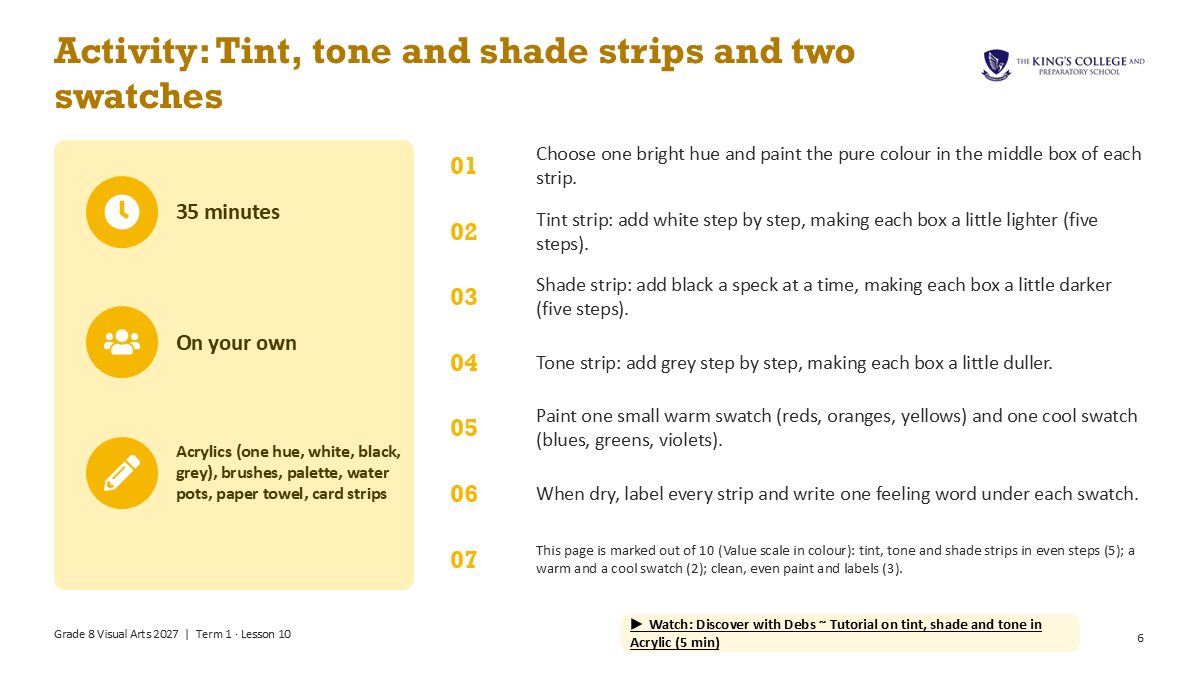 Activity: Tint, tone and shade strips and two
swatches
THE KING'S COLLEGE AND
PREPARATORY SCHOOL
35 minutes
On your own
Acrylics (one hue, white, black,
grey), brushes, palette, water
pots, paper towel, card strips
01
Choose one bright hue and paint the pure colour in the middle box of each
strip.
02
Tint strip: add white step by step, making each box a little lighter (five
steps).
03
Shade strip: add black a speck at a time, making each box a little darker
(five steps).
04
Tone strip: add grey step by step, making each box a little duller.
05
Paint one small warm swatch (reds, oranges, yellows) and one cool swatch
(blues, greens, violets).
06
When dry, label every strip and write one feeling word under each swatch.
07
This page is marked out of 10 (Value scale in colour): tint, tone and shade strips in even steps (5); a
warm and a cool swatch (2); clean, even paint and labels (3).
Grade 8 Visual Arts 2027 | Term 1 · Lesson 10
▶ Watch: Discover with Debs ~ Tutorial on tint, shade and tone in
Acrylic (5 min)
6